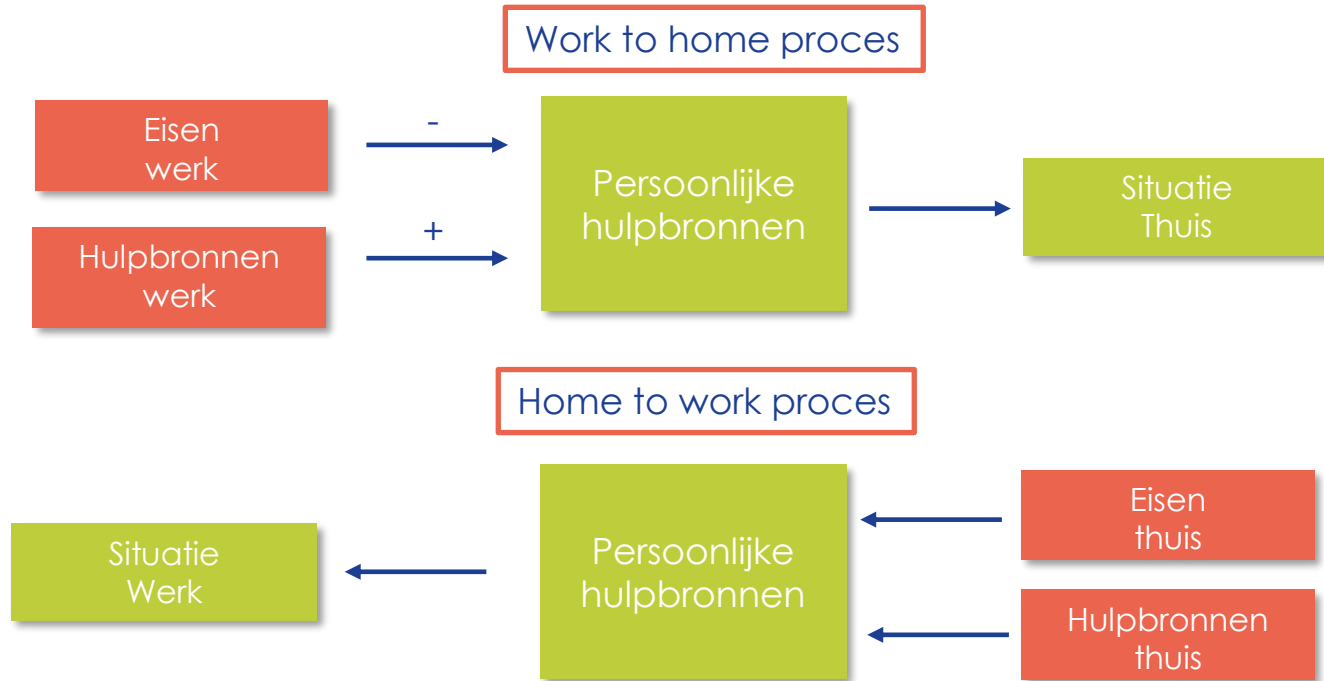 Work to home proces
Eisen
werk
-
Hulpbronnen
werk
+
Persoonlijke
hulpbronnen
Situatie
Thuis
Home to work proces
Situatie
Werk
Persoonlijke
hulpbronnen
Eisen
thuis
Hulpbronnen
thuis